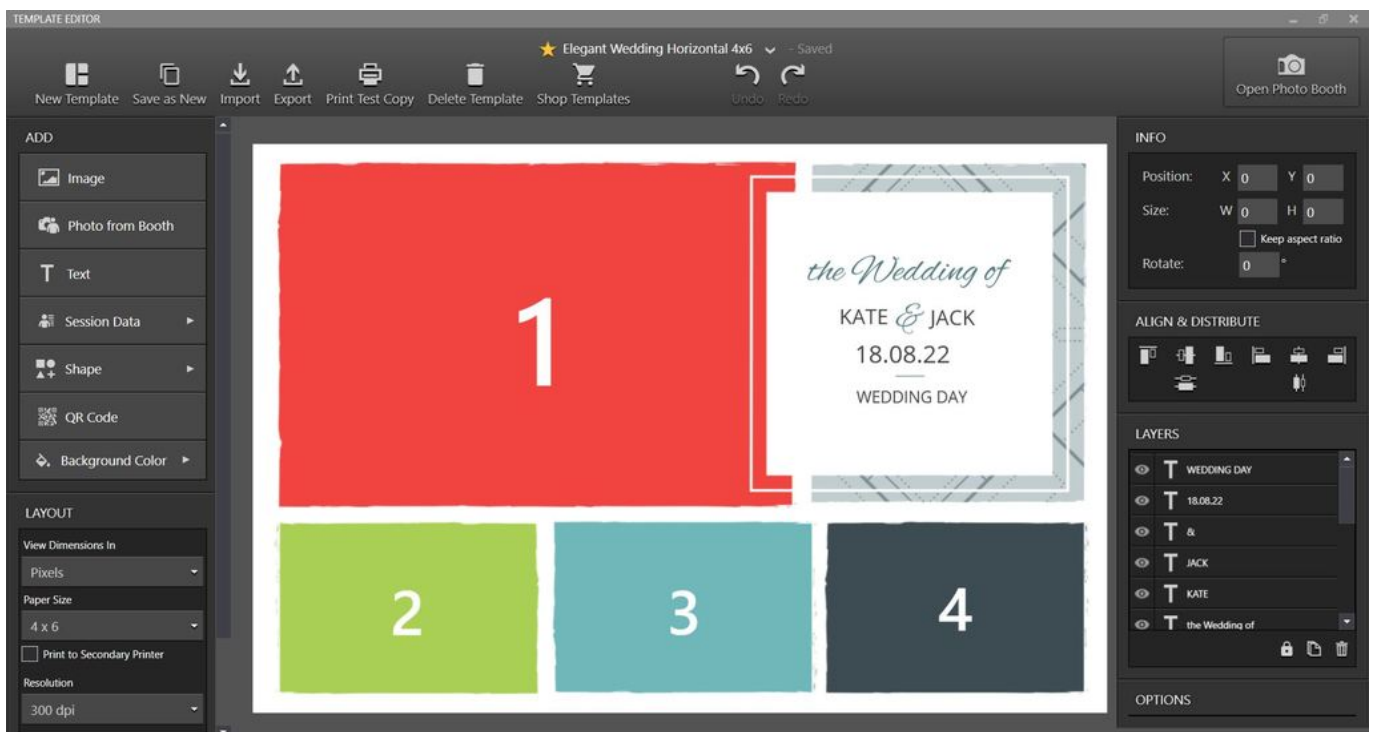 TEMPLATE EDITOR
Elegant Wedding Horizontal 4x6 - Saved
New Template Save as New Import Export Print Test Copy Delete Template Shop Templates Undo Redo
Open Photo Booth
ADD
Image
Photo from Booth
T Text
Session Data
Shape
QR Code
Background Color
LAYOUT
View Dimensions In
Pixels
Paper Size
4 x 6
Print to Secondary Printer
Resolution
300 dpi
1
the Wedding of
KATE & JACK
18.08.22
WEDDING DAY
2
3
4
INFO
Position: X 0 Y 0
Size: W 0 H 0
Keep aspect ratio
Rotate: 0 °
ALIGN & DISTRIBUTE
LAYERS
T WEDDING DAY
T 18.08.22
T &
T JACK
T KATE
T the Wedding of
OPTIONS